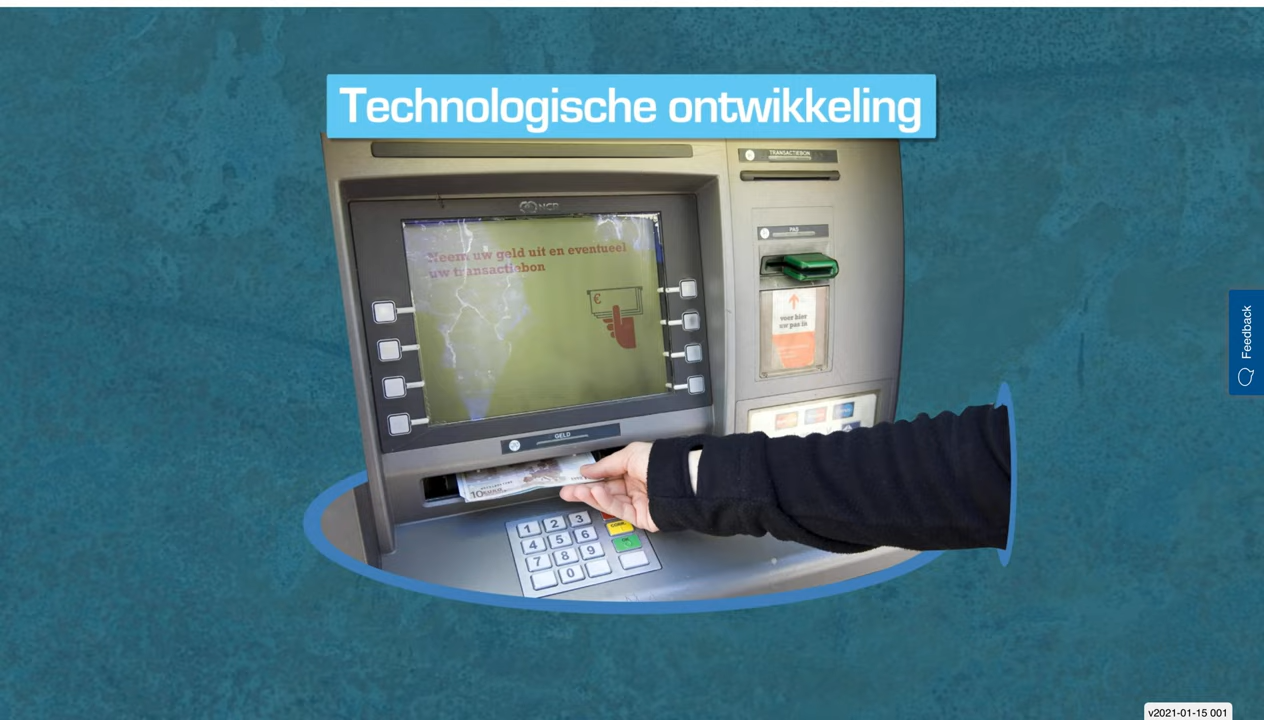 Technologische ontwikkeling
TRANSACTIEBON
NCR
PAS
Neem uw geld uit en eventueel
uw transactiebon
€
voer hier
uw pas in
GELD
10
1 2 3
4 5 6
7 8 9
0
Feedback
v2021-01-15 001